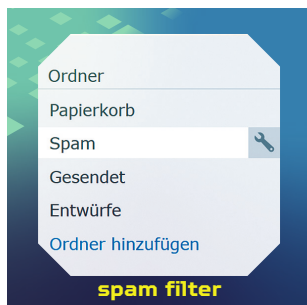 Ordner
Papierkorb
Spam
Gesendet
Entwürfe
Ordner hinzufügen
spam filter